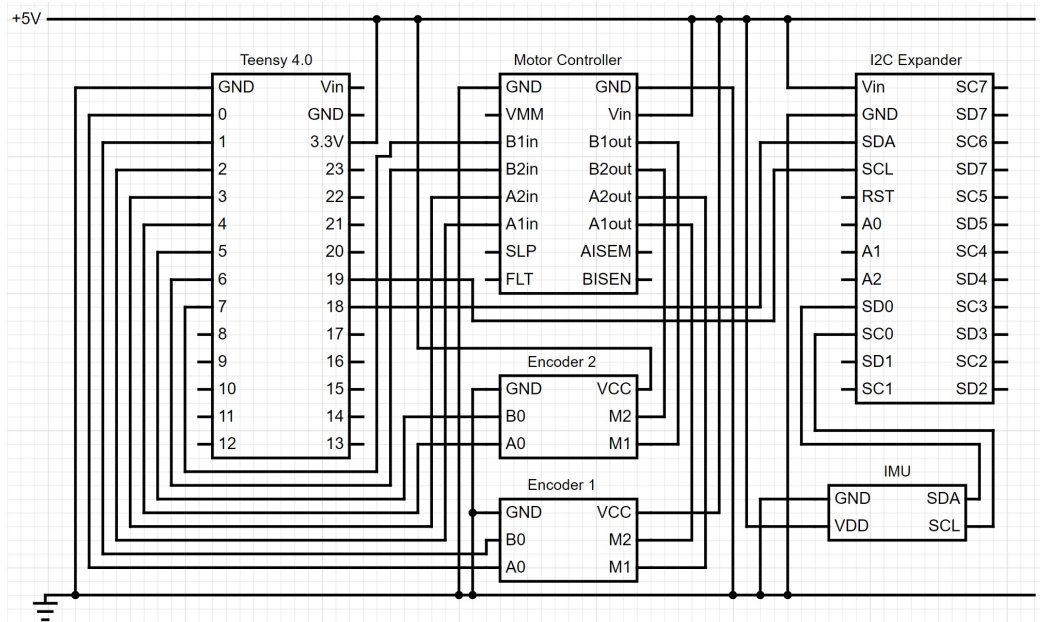 +5V
Teensy 4.0
GND Vin
0 GND
1 3.3V
2 23
3 22
4 21
5 20
6 19
7 18
8 17
9 16
10 15
11 14
12 13
Motor Controller
GND GND
VMM Vin
B1in B1out
B2in B2out
A2in A2out
A1in A1out
SLP AISEM
FLT BISEN
Encoder 2
GND VCC
B0 M2
A0 M1
Encoder 1
GND VCC
B0 M2
A0 M1
I2C Expander
Vin SC7
GND SD7
SDA SC6
SCL SD7
RST SC5
A0 SD5
A1 SC4
A2 SD4
SD0 SC3
SC0 SD3
SD1 SC2
SC1 SD2
IMU
GND SDA
VDD SCL